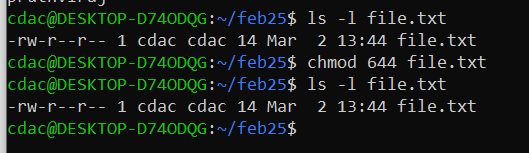 cdac@DESKTOP-D74ODQG:~/feb25$ ls -l file.txt
-rw-r--r-- 1 cdac cdac 14 Mar  2 13:44 file.txt
cdac@DESKTOP-D74ODQG:~/feb25$ chmod 644 file.txt
cdac@DESKTOP-D74ODQG:~/feb25$ ls -l file.txt
-rw-r--r-- 1 cdac cdac 14 Mar  2 13:44 file.txt
cdac@DESKTOP-D74ODQG:~/feb25$